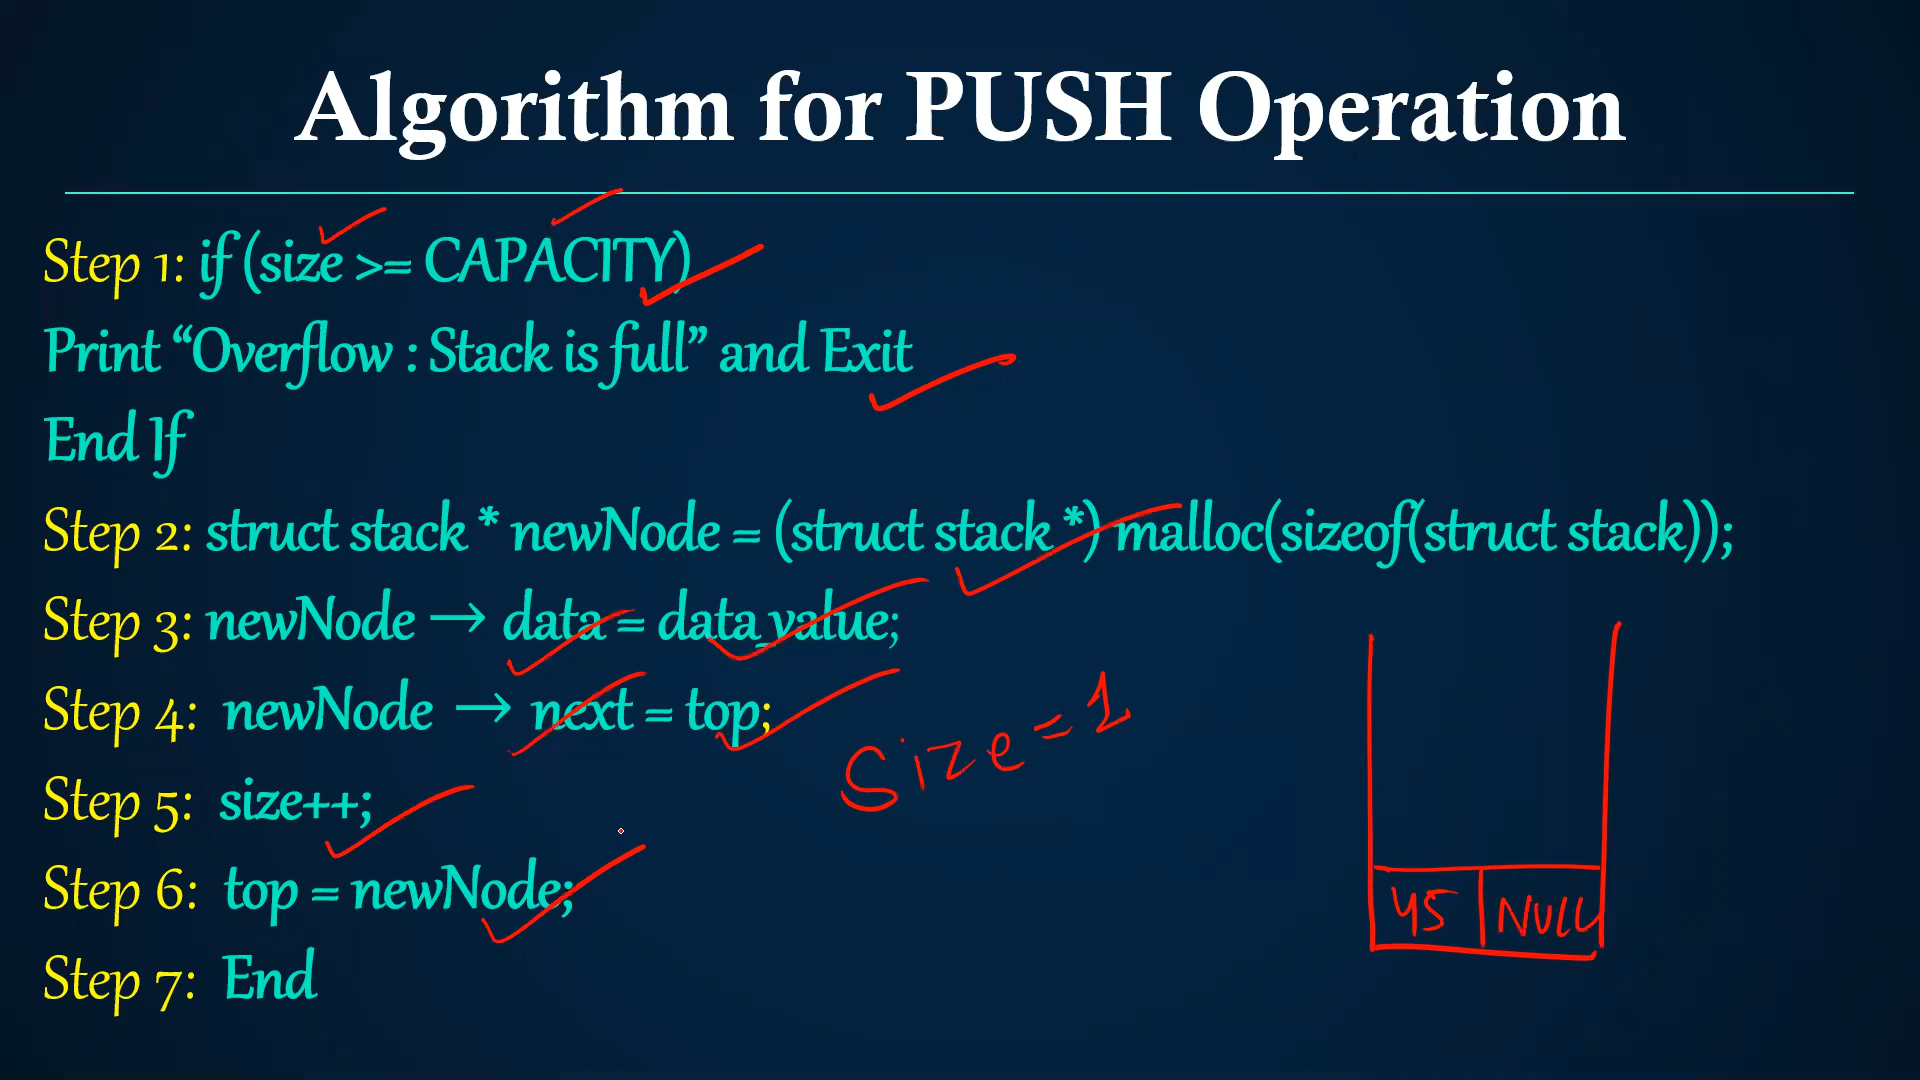 Algorithm for PUSH Operation
Step 1: if (size >= CAPACITY)
Print “Overflow : Stack is full” and Exit
End If
Step 2: struct stack * newNode = (struct stack *) malloc(sizeof(struct stack));
Step 3: newNode → data = data_value;
Step 4: newNode → next = top;
Size = 1
Step 5: size++;
Step 6: top = newNode;
45 NULL
Step 7: End